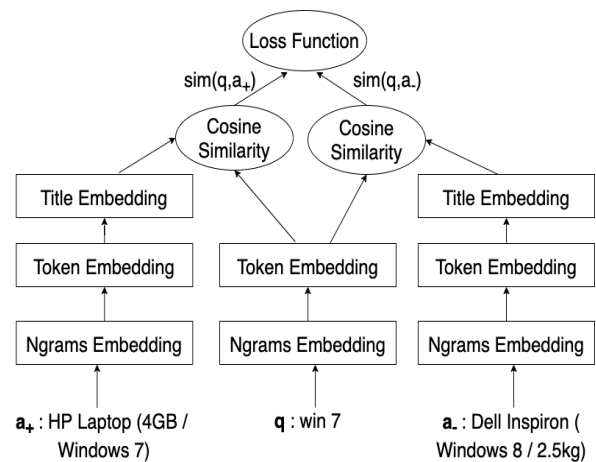 Loss Function
sim(q,a+)
sim(q,a-)
Cosine
Similarity
Cosine
Similarity
Title Embedding
Title Embedding
Token Embedding
Token Embedding
Token Embedding
Ngrams Embedding
Ngrams Embedding
Ngrams Embedding
a+ : HP Laptop (4GB /
Windows 7)
q : win 7
a- : Dell Inspiron (
Windows 8 / 2.5kg)